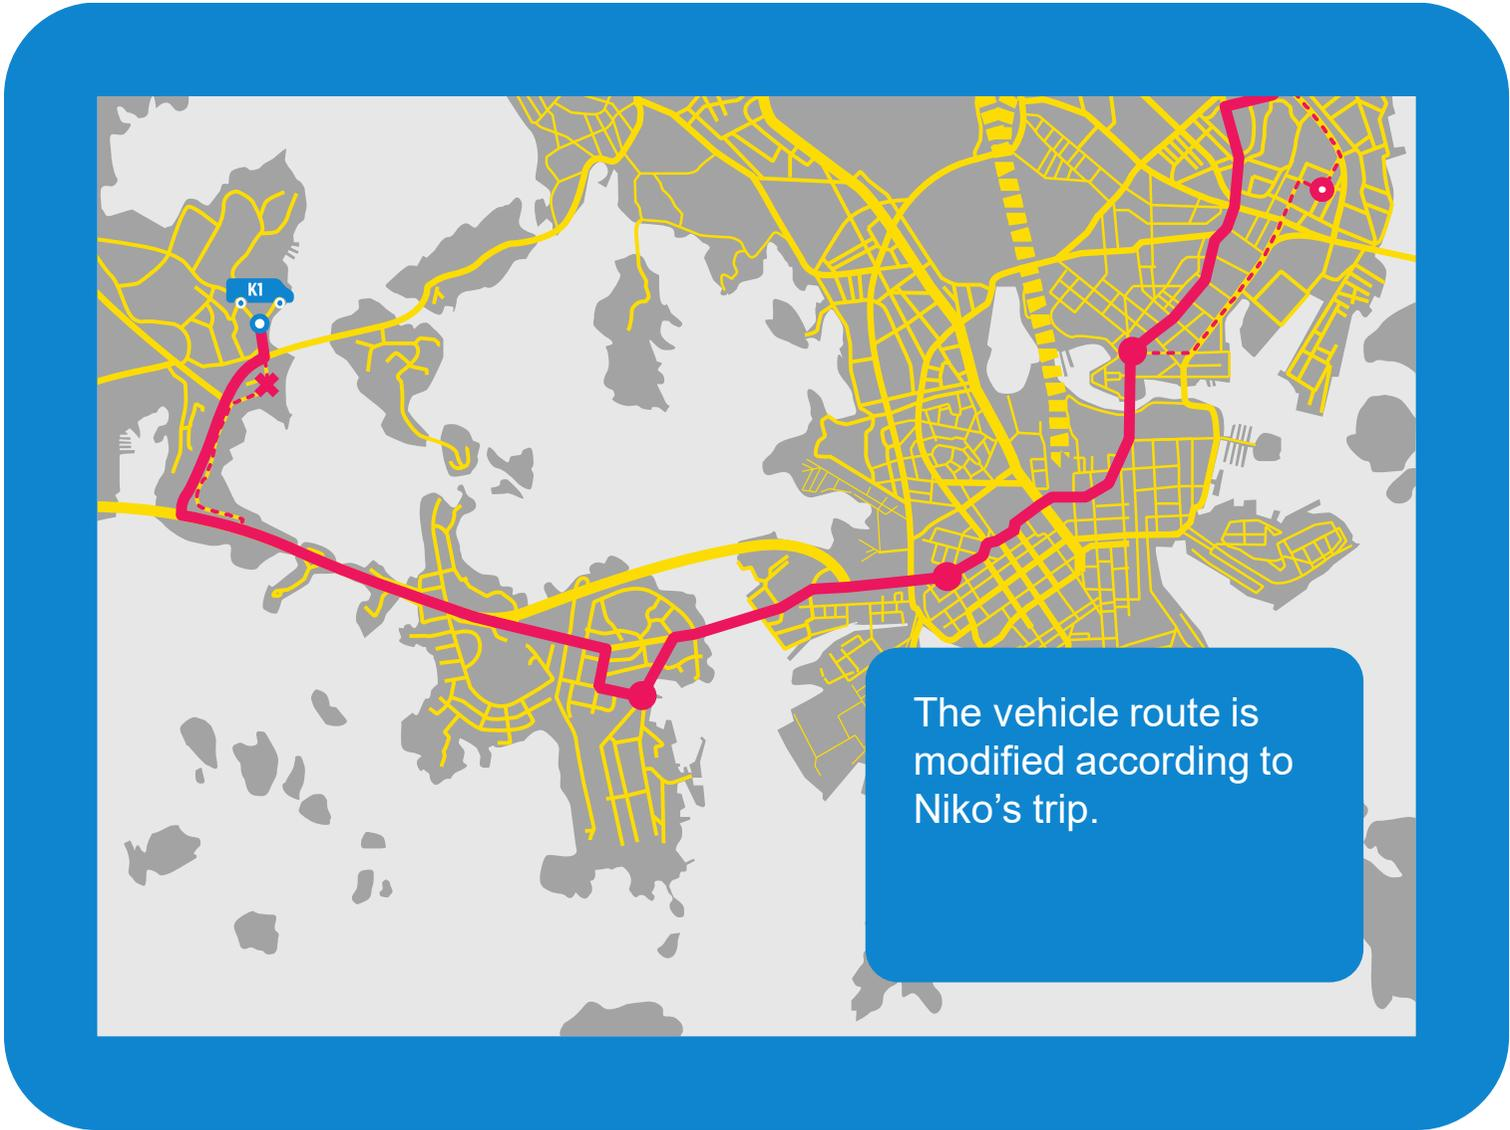 K1
The vehicle route is
modified according to
Niko’s trip.